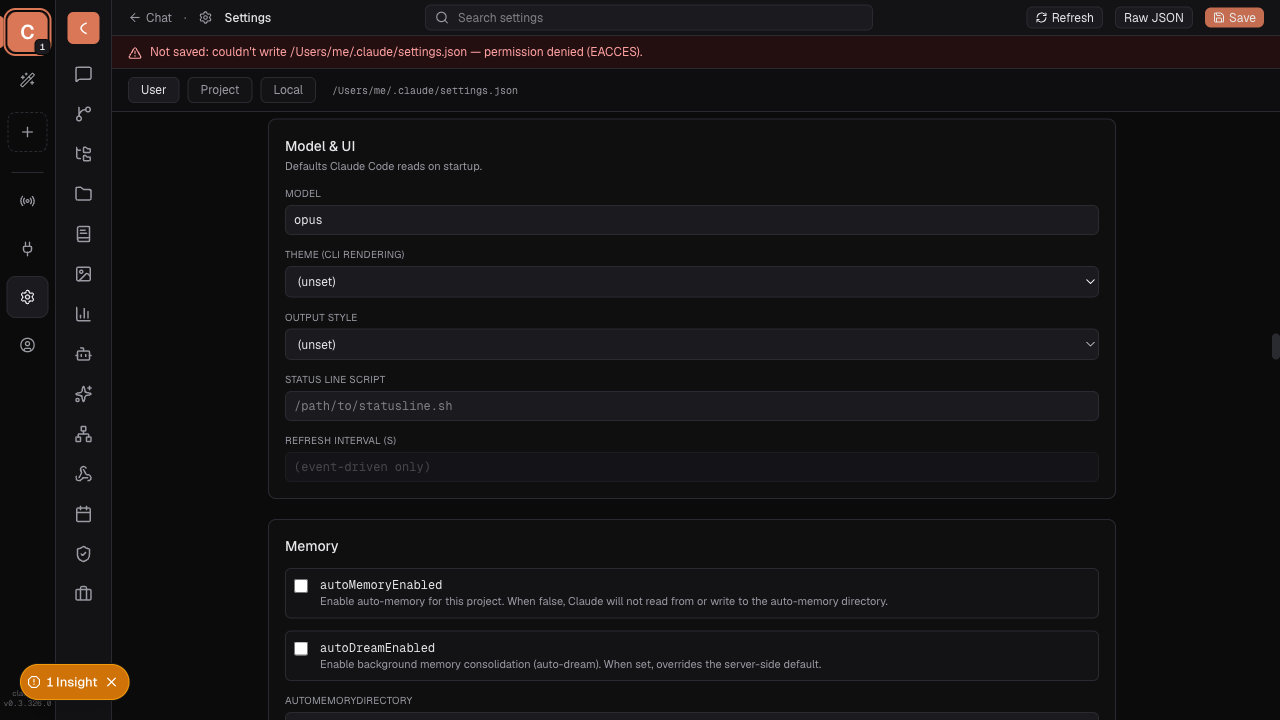 C
1
Chat · Settings
Search settings
Refresh
Raw JSON
Save
Not saved: couldn't write /Users/me/.claude/settings.json — permission denied (EACCES).
User
Project
Local
/Users/me/.claude/settings.json
Model & UI
Defaults Claude Code reads on startup.
MODEL
opus
THEME (CLI RENDERING)
(unset)
OUTPUT STYLE
(unset)
STATUS LINE SCRIPT
/path/to/statusline.sh
REFRESH INTERVAL (S)
(event-driven only)
Memory
autoMemoryEnabled
Enable auto-memory for this project. When false, Claude will not read from or write to the auto-memory directory.
autoDreamEnabled
Enable background memory consolidation (auto-dream). When set, overrides the server-side default.
AUTOMEMORYDIRECTORY
1 Insight
v0.3.326.0